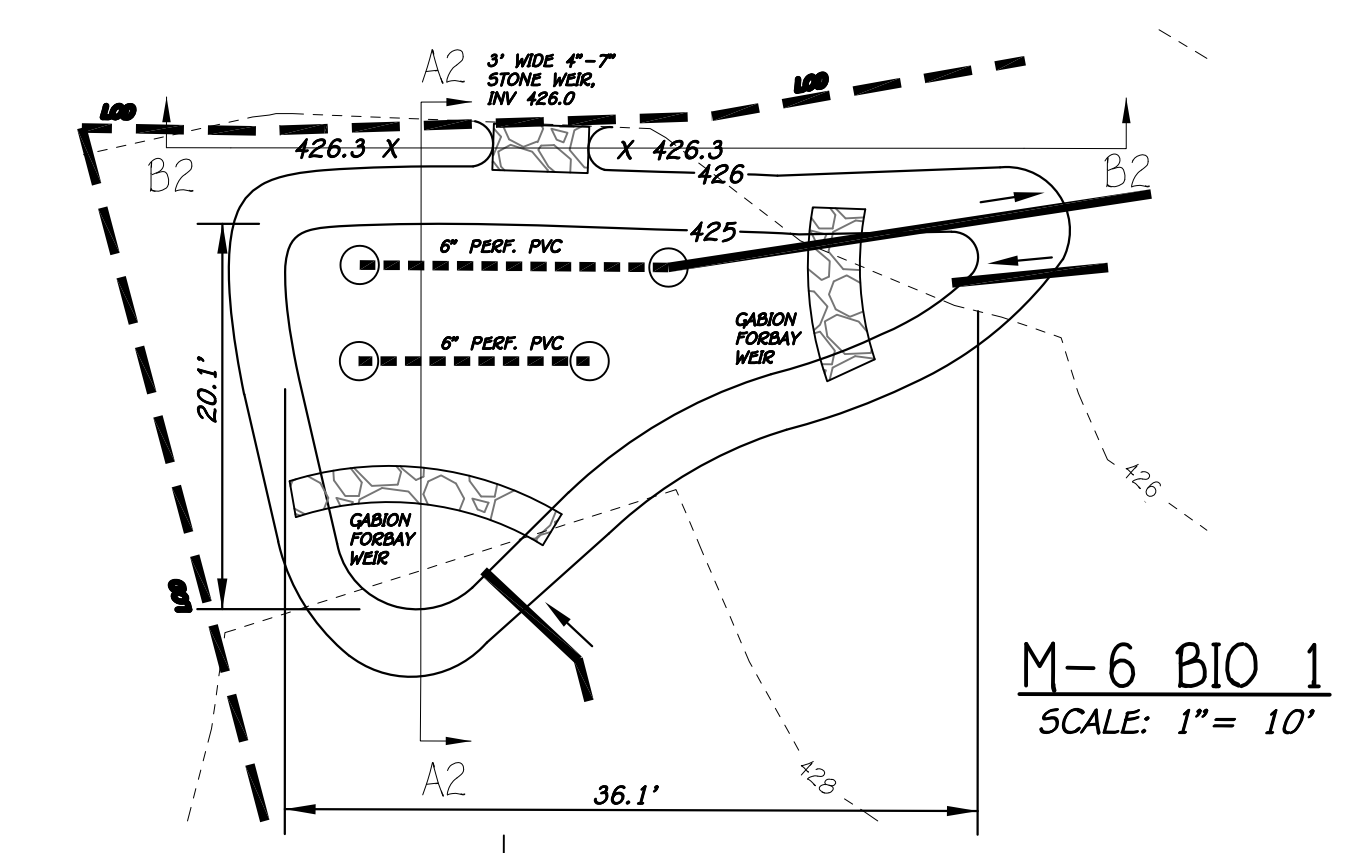 A2
3' WIDE 4"-7"
STONE WEIR,
INV 426.0
LOD
LOD
426.3 X
X 426.3
B2
426
B2
425
6" PERF. PVC
6" PERF. PVC
GABION
FORBAY
WEIR
20.1'
426
GABION
FORBAY
WEIR
LOD
M-6 BIO 1
SCALE: 1"= 10'
A2
428
36.1'